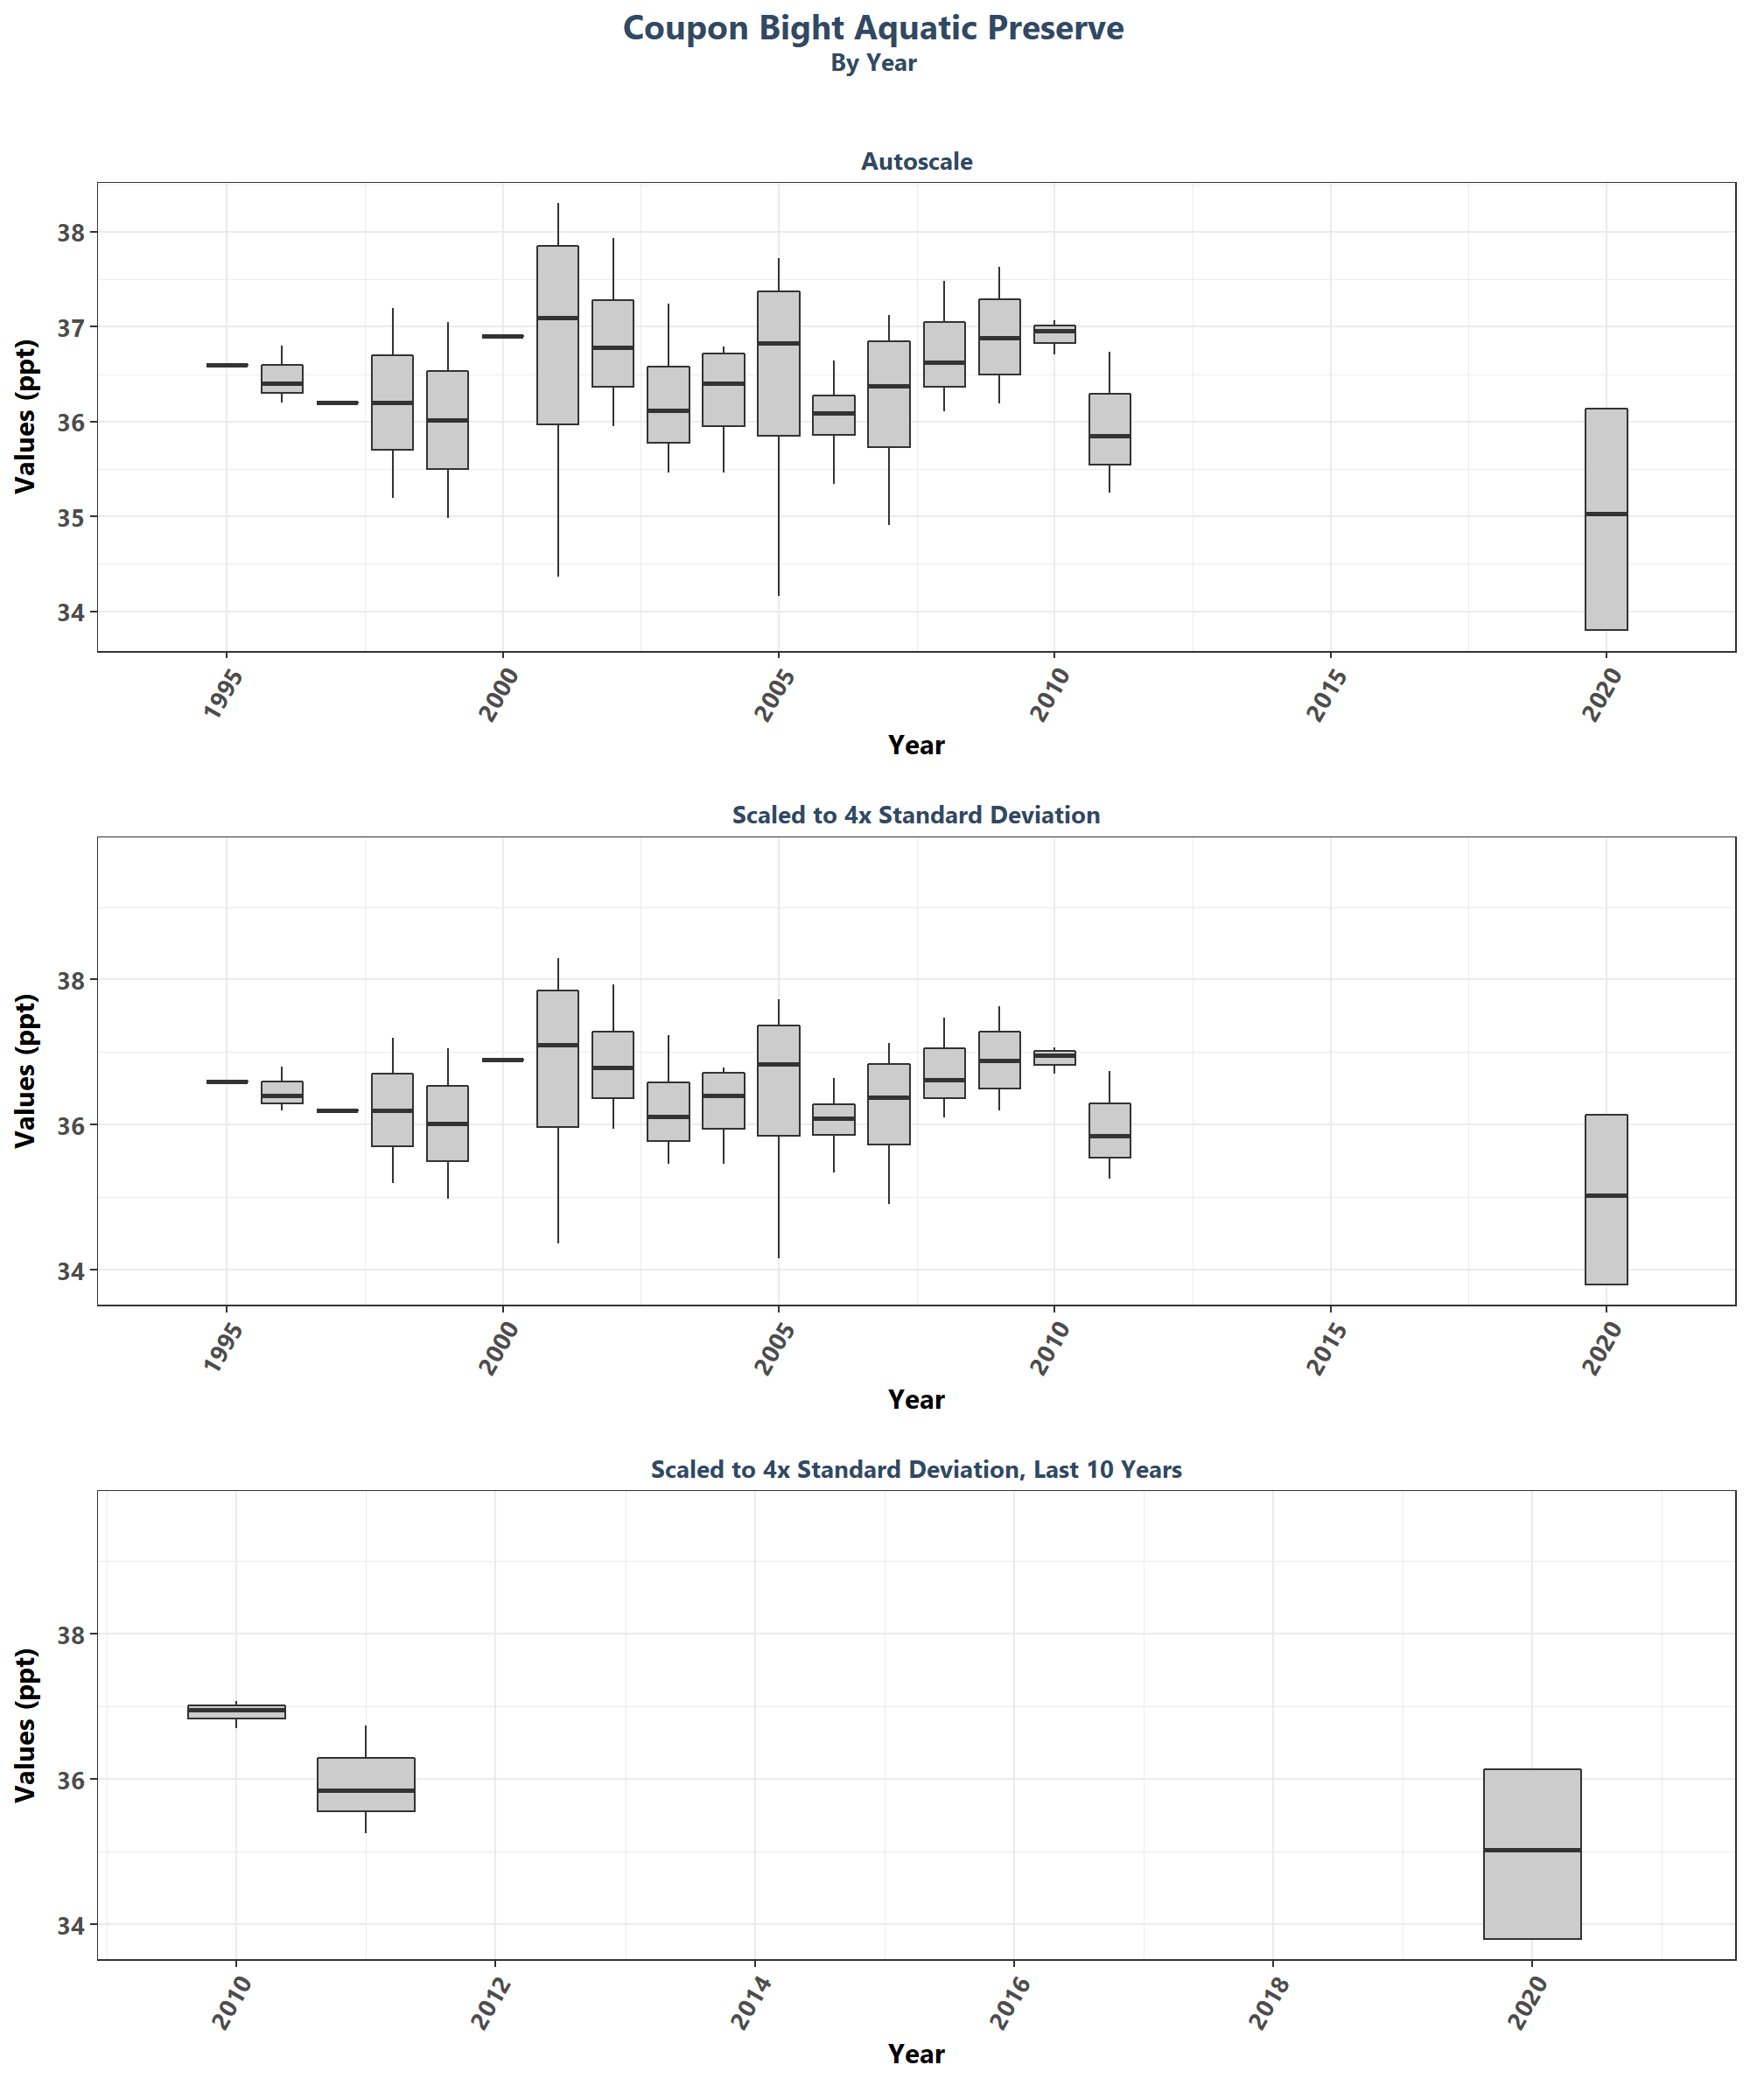 Coupon Bight Aquatic Preserve
By Year
Autoscale
Values (ppt)
38
37
36
35
34
1995
2000
2005
2010
2015
2020
Year
Scaled to 4x Standard Deviation
Values (ppt)
38
36
34
1995
2000
2005
2010
2015
2020
Year
Scaled to 4x Standard Deviation, Last 10 Years
Values (ppt)
38
36
34
2010
2012
2014
2016
2018
2020
Year